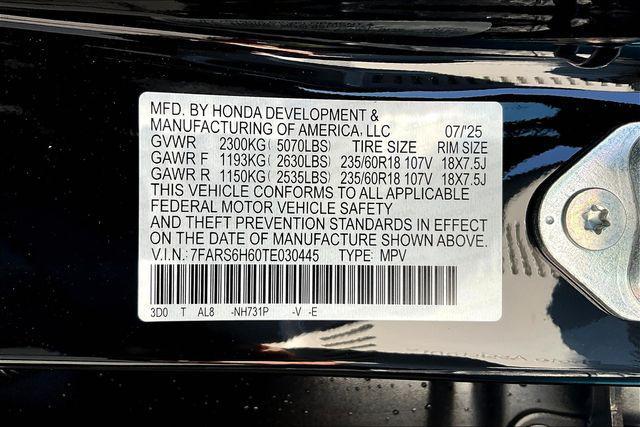 MFD. BY HONDA DEVELOPMENT &
MANUFACTURING OF AMERICA, LLC 07/'25
GVWR 2300KG( 5070LBS) TIRE SIZE RIM SIZE
GAWR F 1193KG( 2630LBS) 235/60R18 107V 18X7.5J
GAWR R 1150KG( 2535LBS) 235/60R18 107V 18X7.5J
THIS VEHICLE CONFORMS TO ALL APPLICABLE
FEDERAL MOTOR VEHICLE SAFETY
AND THEFT PREVENTION STANDARDS IN EFFECT
ON THE DATE OF MANUFACTURE SHOWN ABOVE.
V.I.N.: 7FARS6H60TE030445 TYPE: MPV
3D0 T AL8 -NH731P -V -E